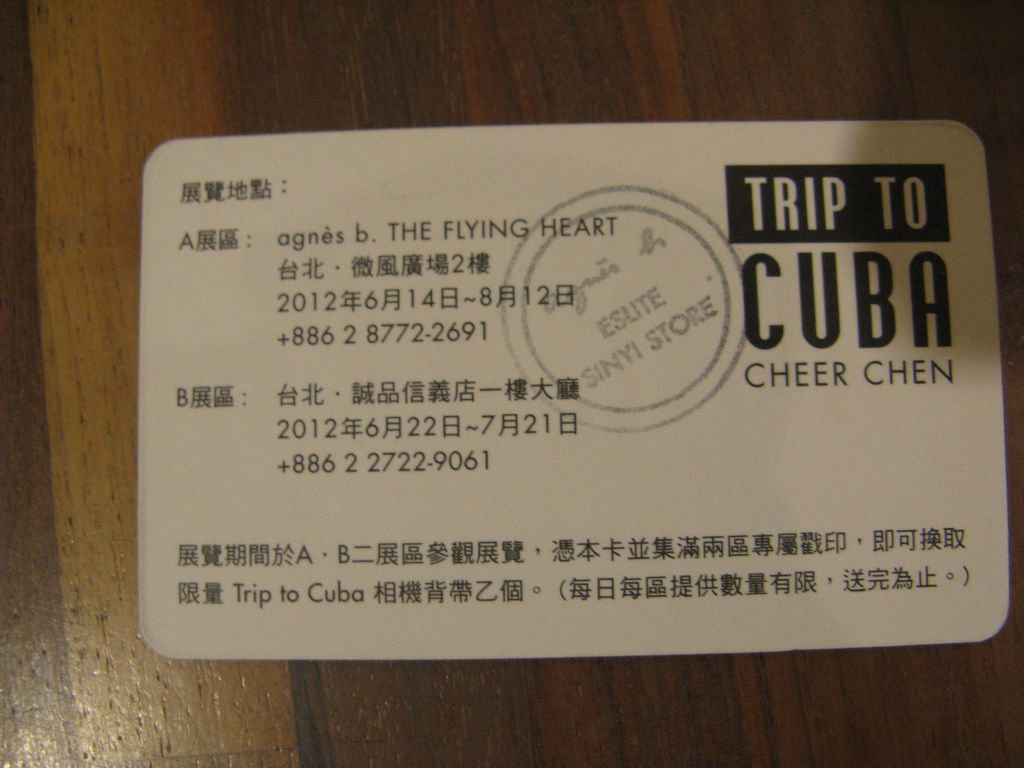 展覽地點：
A展區： agnès b. THE FLYING HEART
台北．微風廣場2樓
2012年6月14日~8月12日
+886 2 8772-2691
B展區： 台北．誠品信義店一樓大廳
2012年6月22日~7月21日
+886 2 2722-9061
展覽期間於A．B二展區參觀展覽，憑本卡並集滿兩區專屬戳印，即可換取
限量 Trip to Cuba 相機背帶乙個。（每日每區提供數量有限，送完為止。）
TRIP TO
CUBA
CHEER CHEN
agnès b.
ESLITE
SINYI STORE